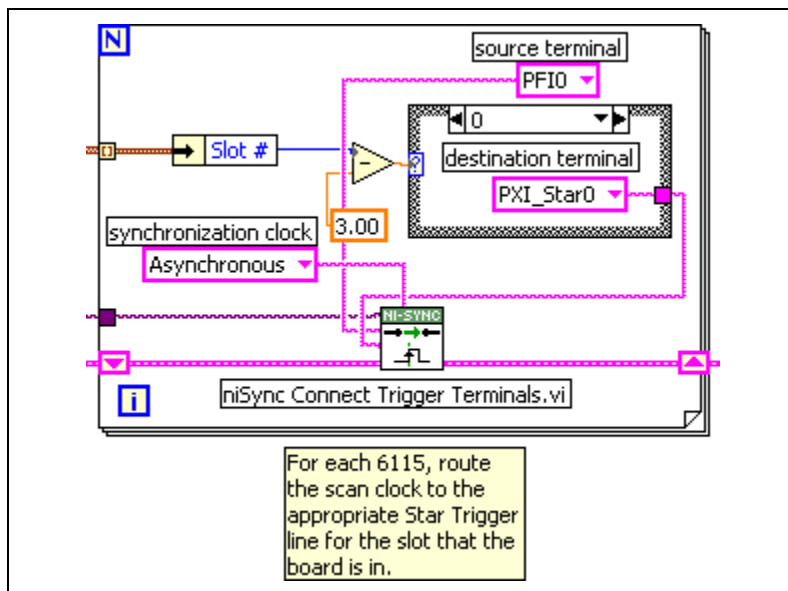 N
source terminal
PFI0
0
Slot #
destination terminal
?
PXI_Star0
-
3.00
synchronization clock
Asynchronous
NI-SYNC
i
niSync Connect Trigger Terminals.vi
For each 6115, route
the scan clock to the
appropriate Star Trigger
line for the slot that the
board is in.